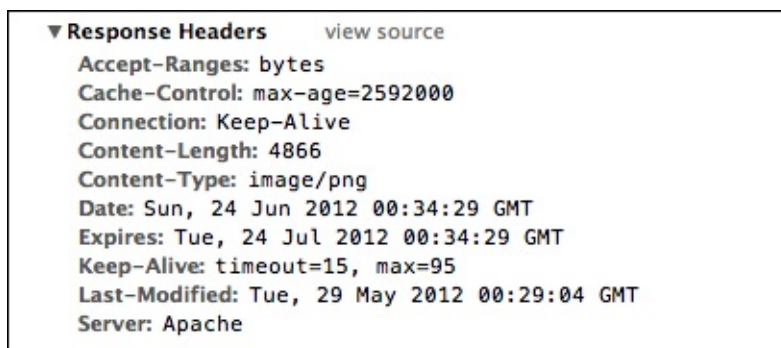 ▼ Response Headers view source
Accept-Ranges: bytes
Cache-Control: max-age=2592000
Connection: Keep-Alive
Content-Length: 4866
Content-Type: image/png
Date: Sun, 24 Jun 2012 00:34:29 GMT
Expires: Tue, 24 Jul 2012 00:34:29 GMT
Keep-Alive: timeout=15, max=95
Last-Modified: Tue, 29 May 2012 00:29:04 GMT
Server: Apache